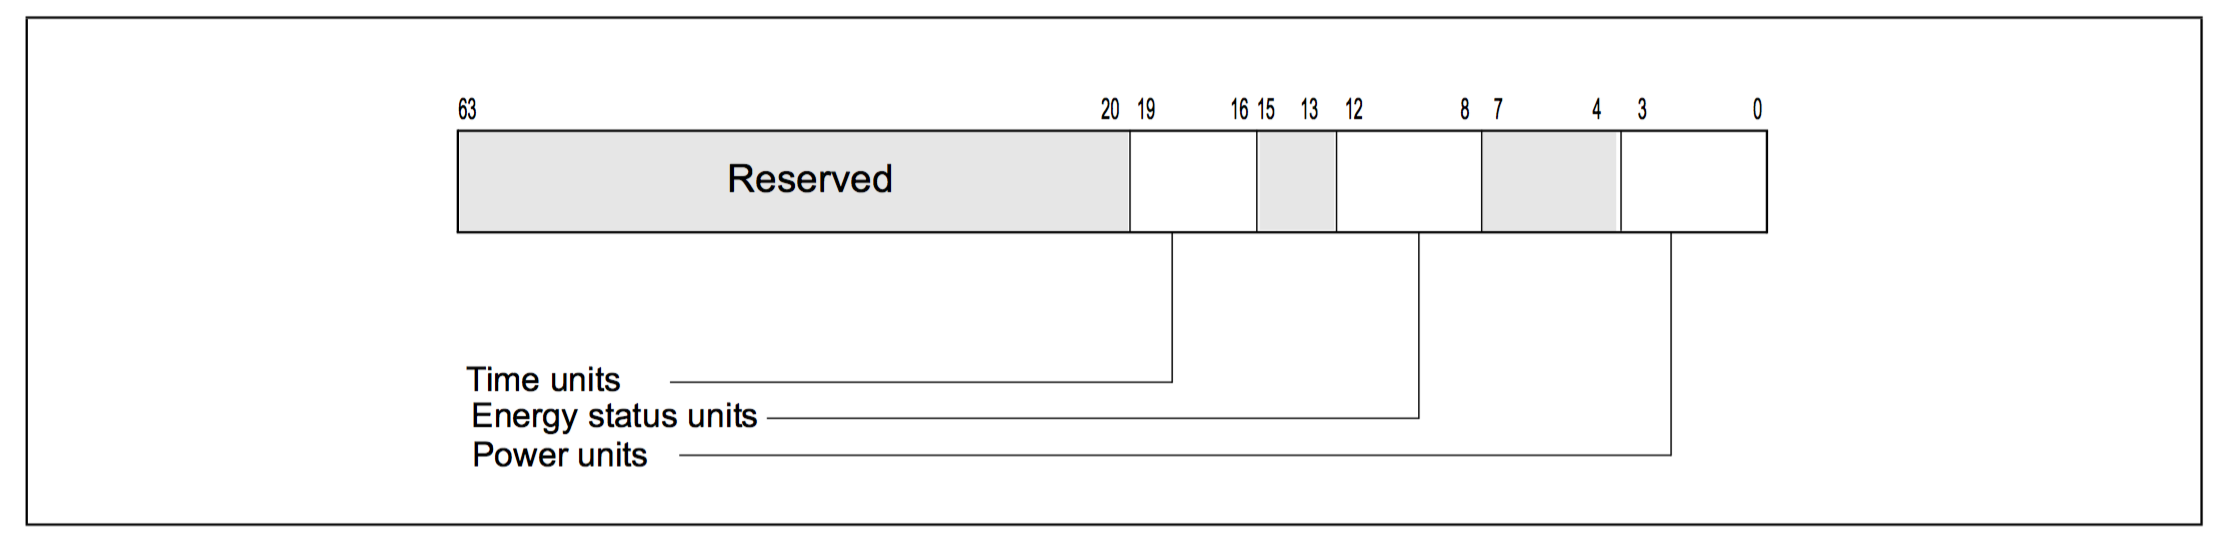 63 20 19 16 15 13 12 8 7 4 3 0
Reserved
Time units
Energy status units
Power units